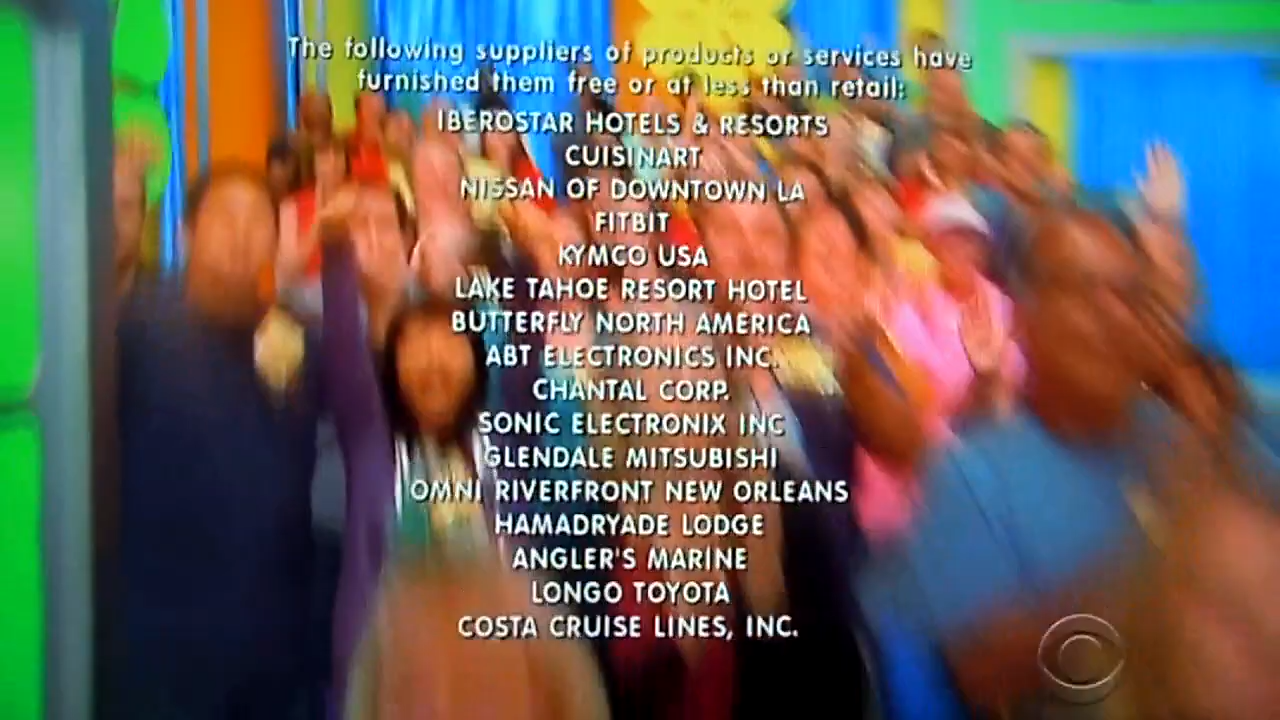 The following suppliers of products or services have
furnished them free or at less than retail:
IBEROSTAR HOTELS & RESORTS
CUISINART
NISSAN OF DOWNTOWN LA
FITBIT
KYMCO USA
LAKE TAHOE RESORT HOTEL
BUTTERFLY NORTH AMERICA
ABT ELECTRONICS INC.
CHANTAL CORP.
SONIC ELECTRONIX INC
GLENDALE MITSUBISHI
OMNI RIVERFRONT NEW ORLEANS
HAMADRYADE LODGE
ANGLER'S MARINE
LONGO TOYOTA
COSTA CRUISE LINES, INC.